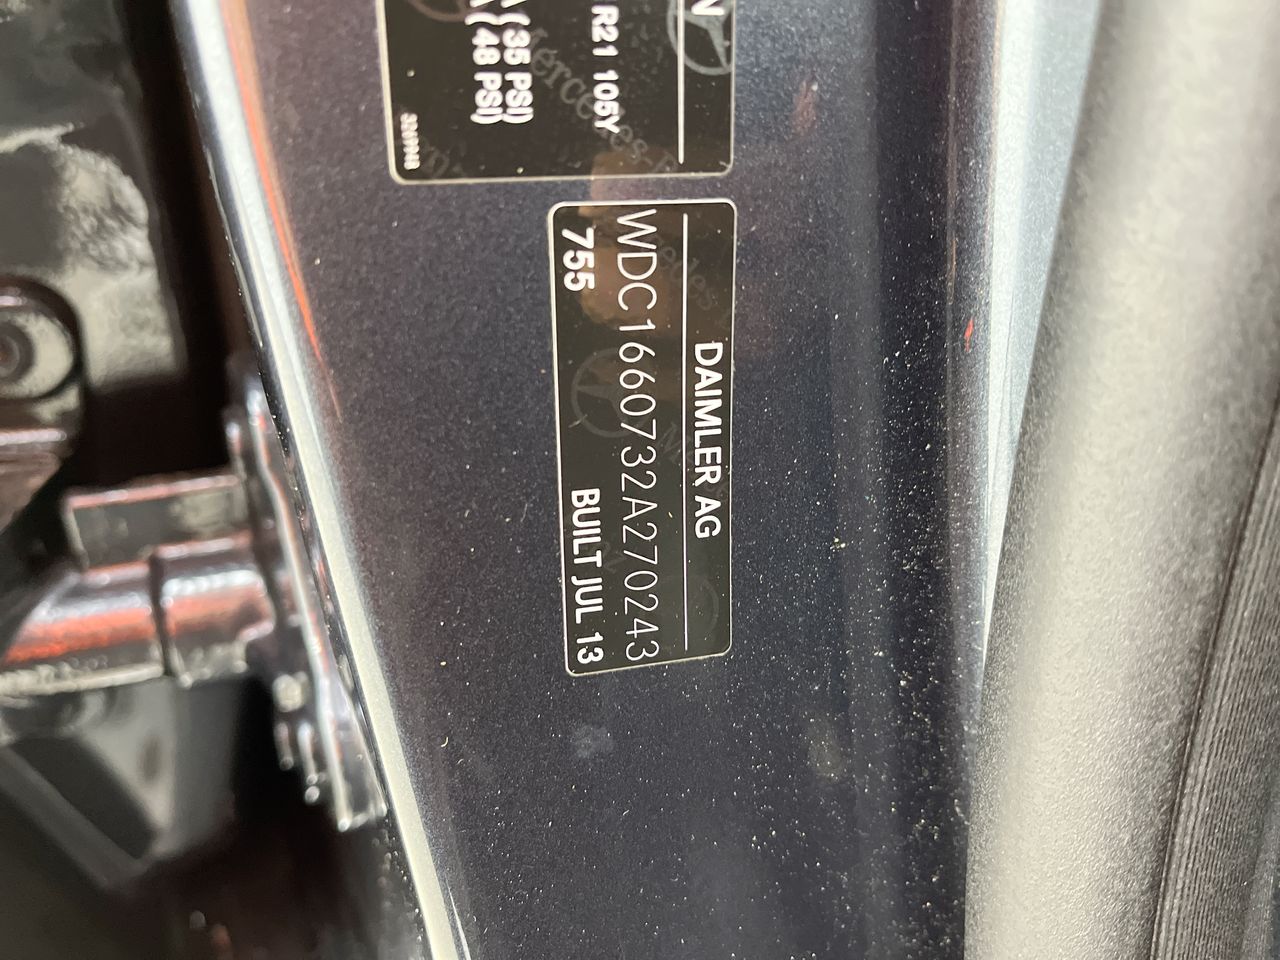 R21 105Y
(35 PSI)
(48 PSI)
DAIMLER AG
WDC1660732A270243
755 BUILT JUL 13